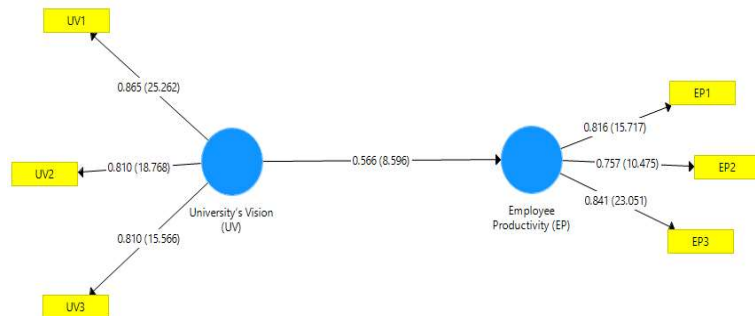 UV1
0.865 (25.262)
EP1
0.816 (15.717)
UV2
0.810 (18.768)
0.566 (8.596)
0.757 (10.475)
EP2
0.841 (23.051)
0.810 (15.566)
University's Vision
(UV)
Employee
Productivity (EP)
EP3
UV3